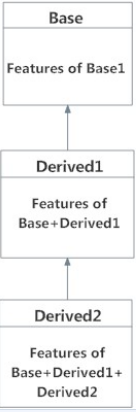 Base
Features of Base1
Derived1
Features of
Base+Derived1
Derived2
Features of
Base+Derived1+
Derived2